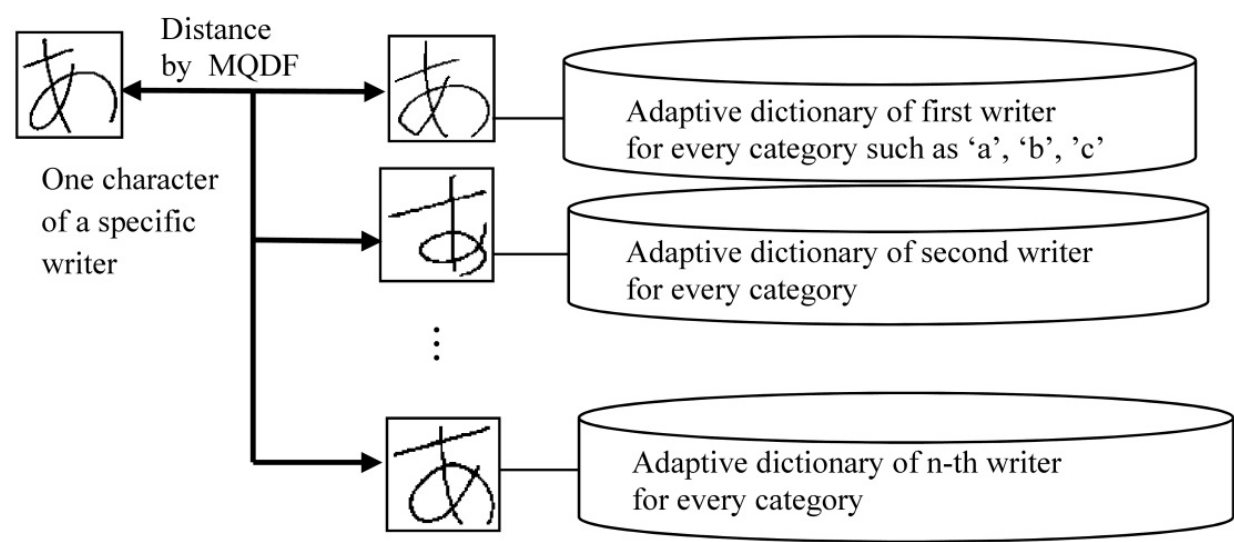 あ
Distance
by MQDF
One character
of a specific
writer
あ
Adaptive dictionary of first writer
for every category such as ‘a’, ‘b’, ’c’
あ
Adaptive dictionary of second writer
for every category
⋮
あ
Adaptive dictionary of n-th writer
for every category